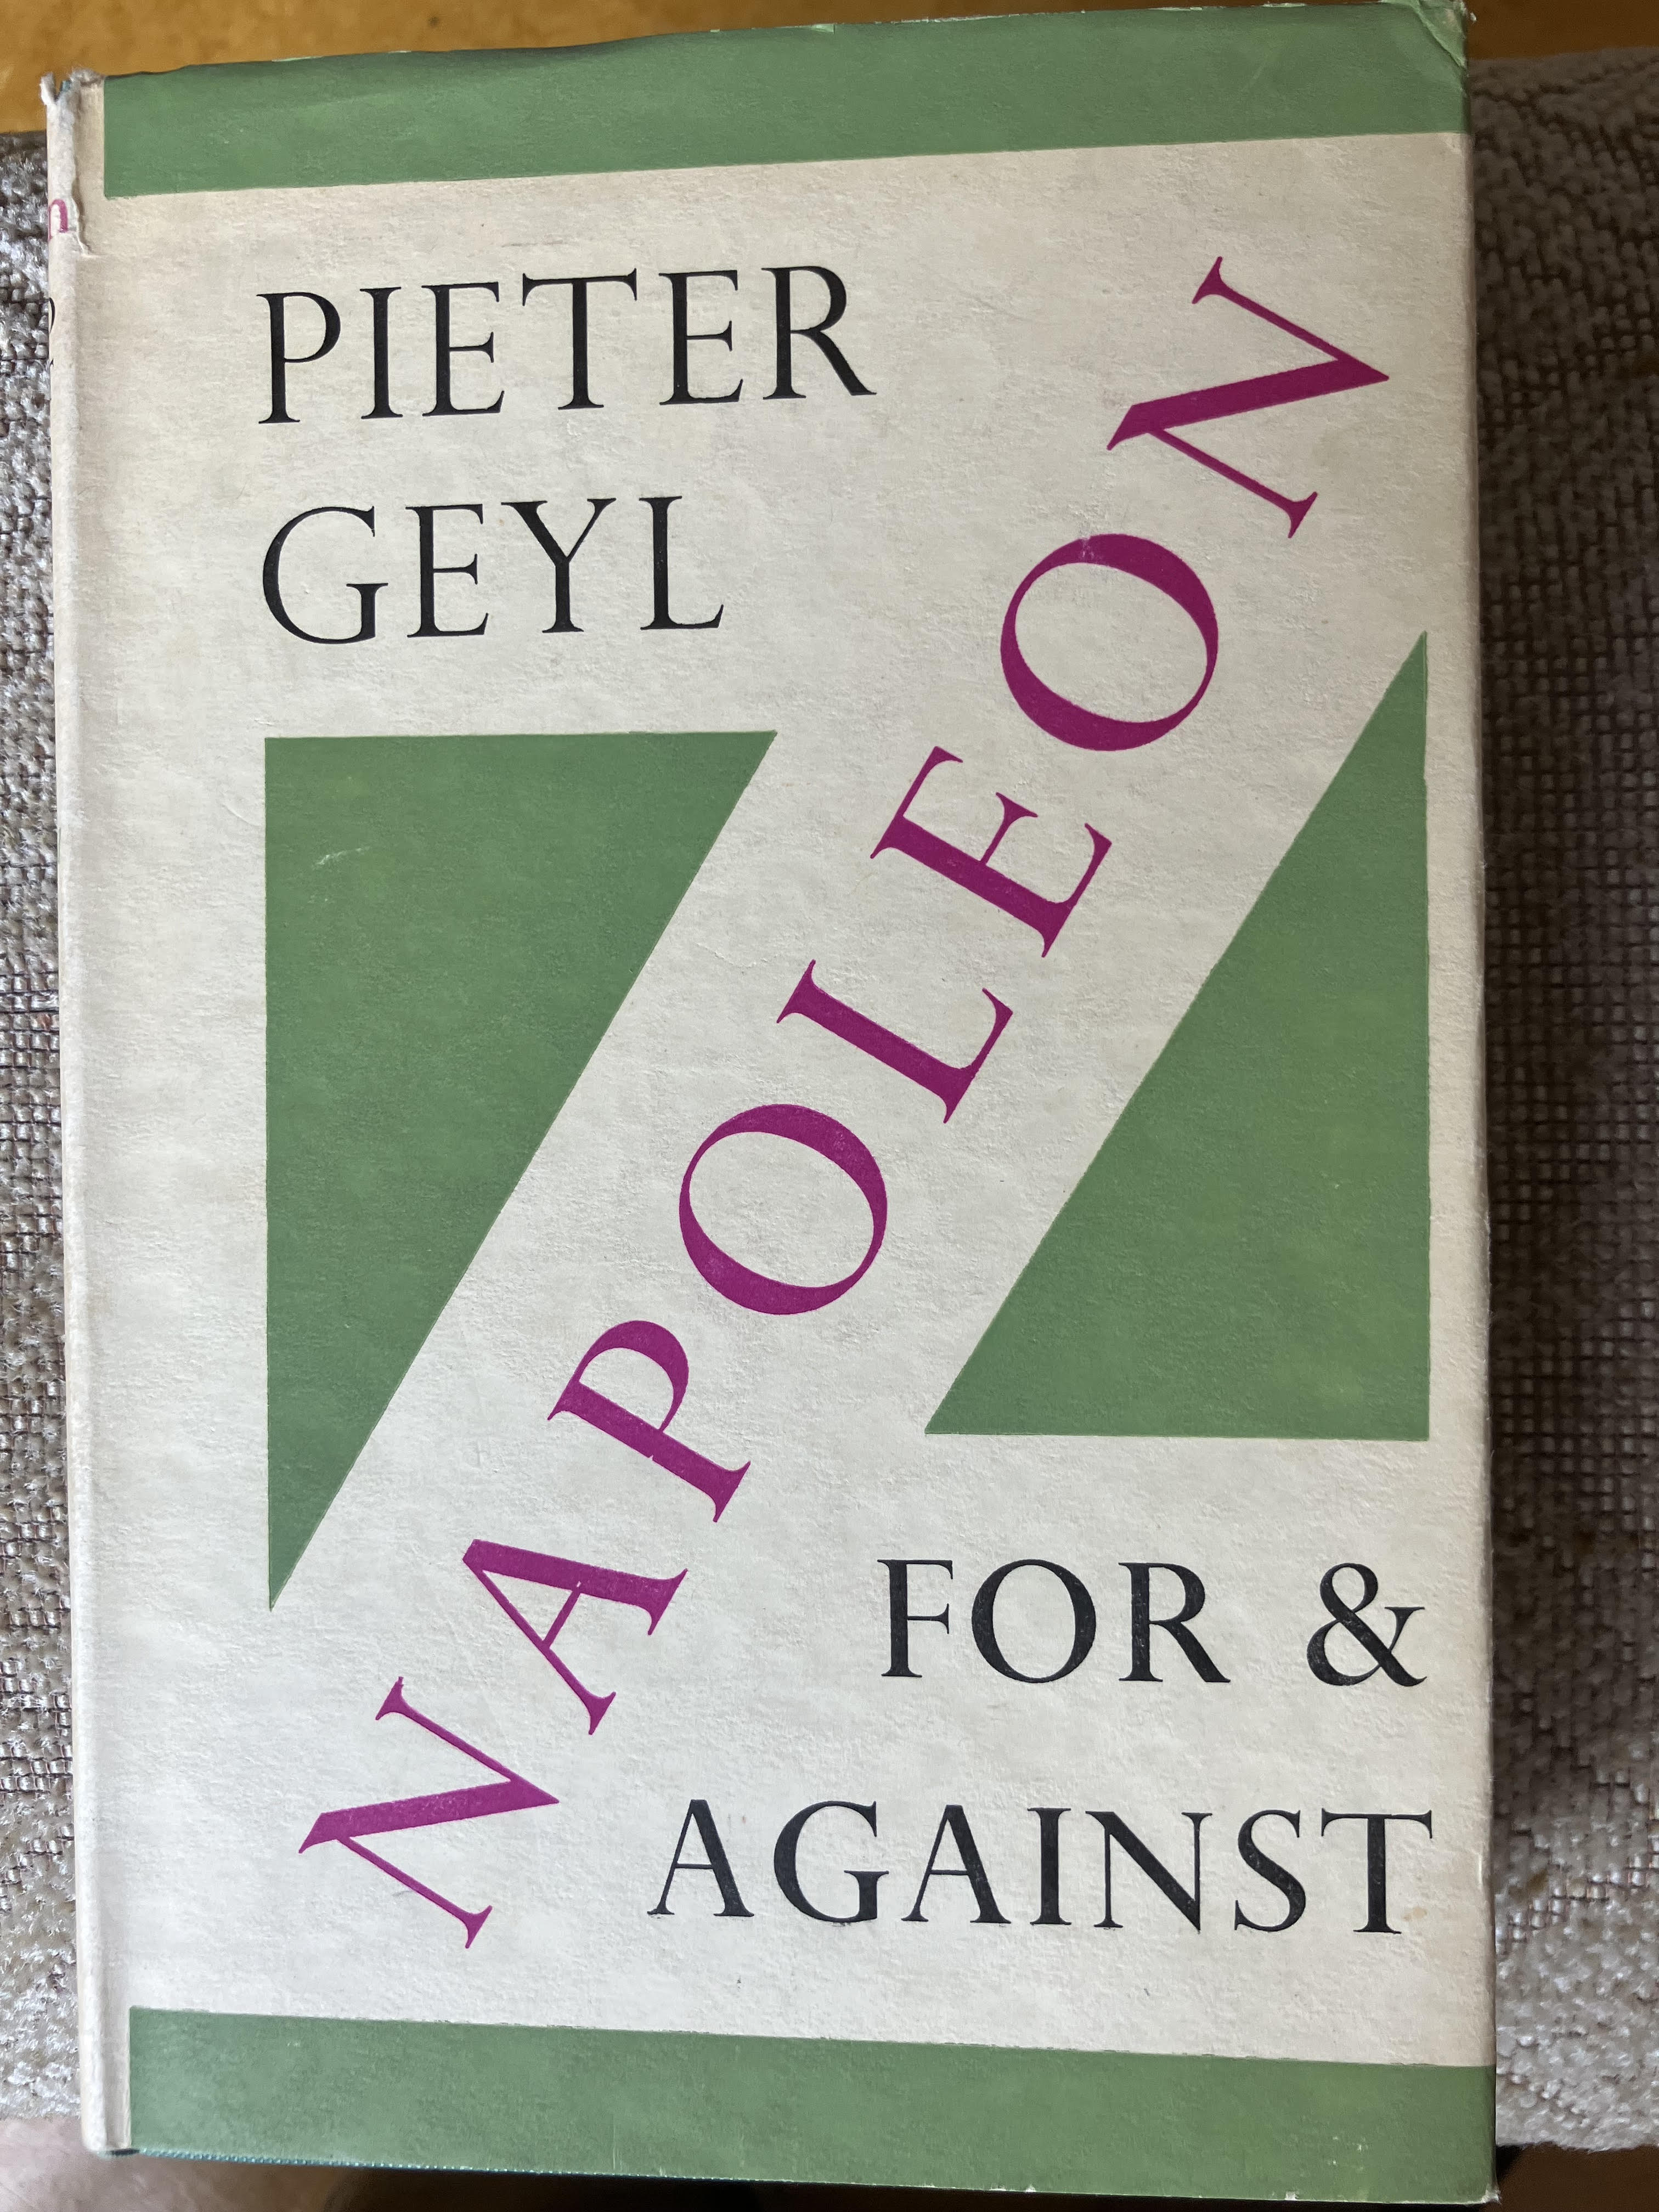 PIETER
GEYL
NAPOLEON
FOR &
AGAINST